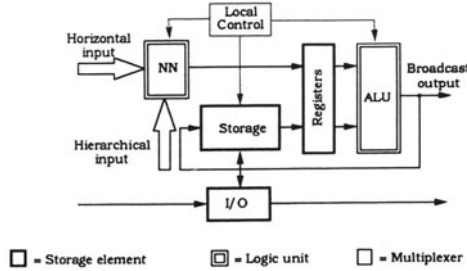 Local
Control
Horizontal
input
NN
Registers
ALU
Broadcast
output
Storage
Hierarchical
input
I/O
= Storage element
= Logic unit
= Multiplexer